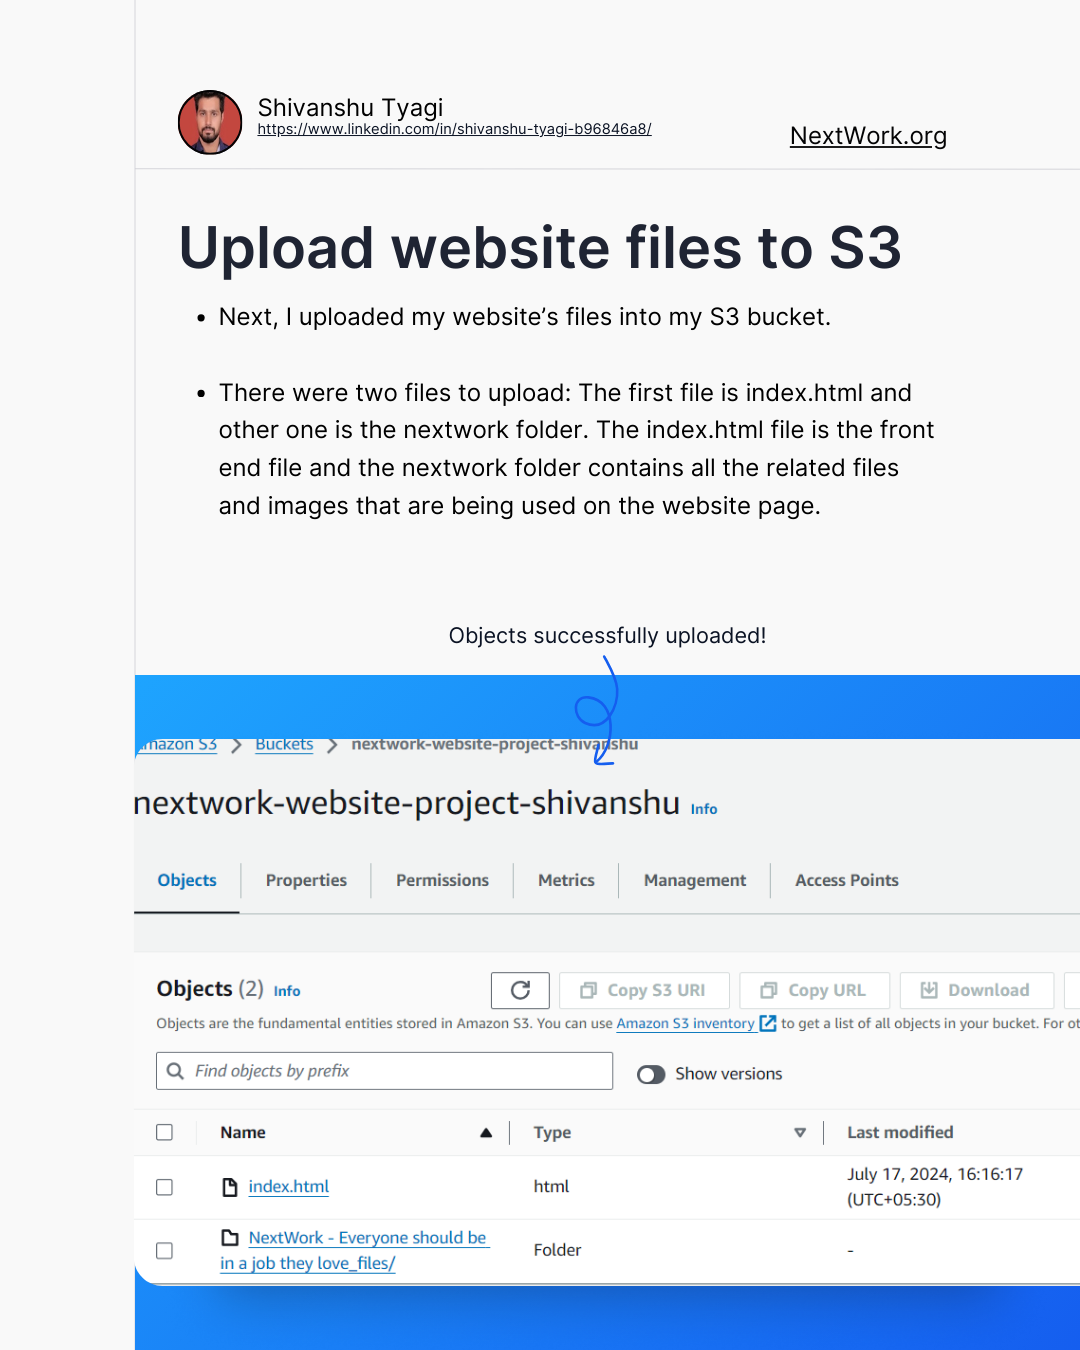 Shivanshu Tyagi
https://www.linkedin.com/in/shivanshu-tyagi-b96846a8/
NextWork.org
Upload website files to S3
• Next, I uploaded my website’s files into my S3 bucket.
• There were two files to upload: The first file is index.html and
other one is the nextwork folder. The index.html file is the front
end file and the nextwork folder contains all the related files
and images that are being used on the website page.
Objects successfully uploaded!
mazon S3 > Buckets > nextwork-website-project-shivanshu
nextwork-website-project-shivanshu Info
Objects Properties Permissions Metrics Management Access Points
Objects (2) Info Copy S3 URI Copy URL Download
Objects are the fundamental entities stored in Amazon S3. You can use Amazon S3 inventory to get a list of all objects in your bucket. For ot
Find objects by prefix Show versions
Name Type Last modified
index.html html July 17, 2024, 16:16:17
(UTC+05:30)
NextWork - Everyone should be
in a job they love_files/ Folder -